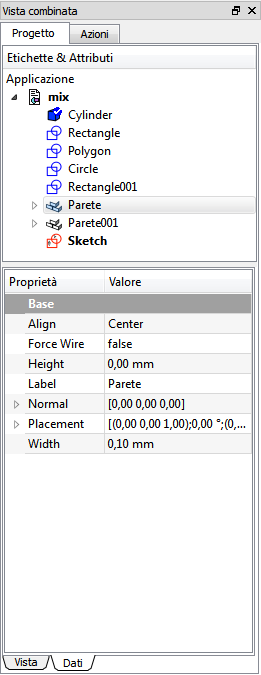 Vista combinata
Progetto Azioni
Etichette & Attributi
Applicazione
mix
Cylinder
Rectangle
Polygon
Circle
Rectangle001
Parete
Parete001
Sketch
Proprietà Valore
Base
Align Center
Force Wire false
Height 0,00 mm
Label Parete
Normal [0,00 0,00 0,00]
Placement [(0,00 0,00 1,00);0,00 °;(0,...
Width 0,10 mm
Vista Dati